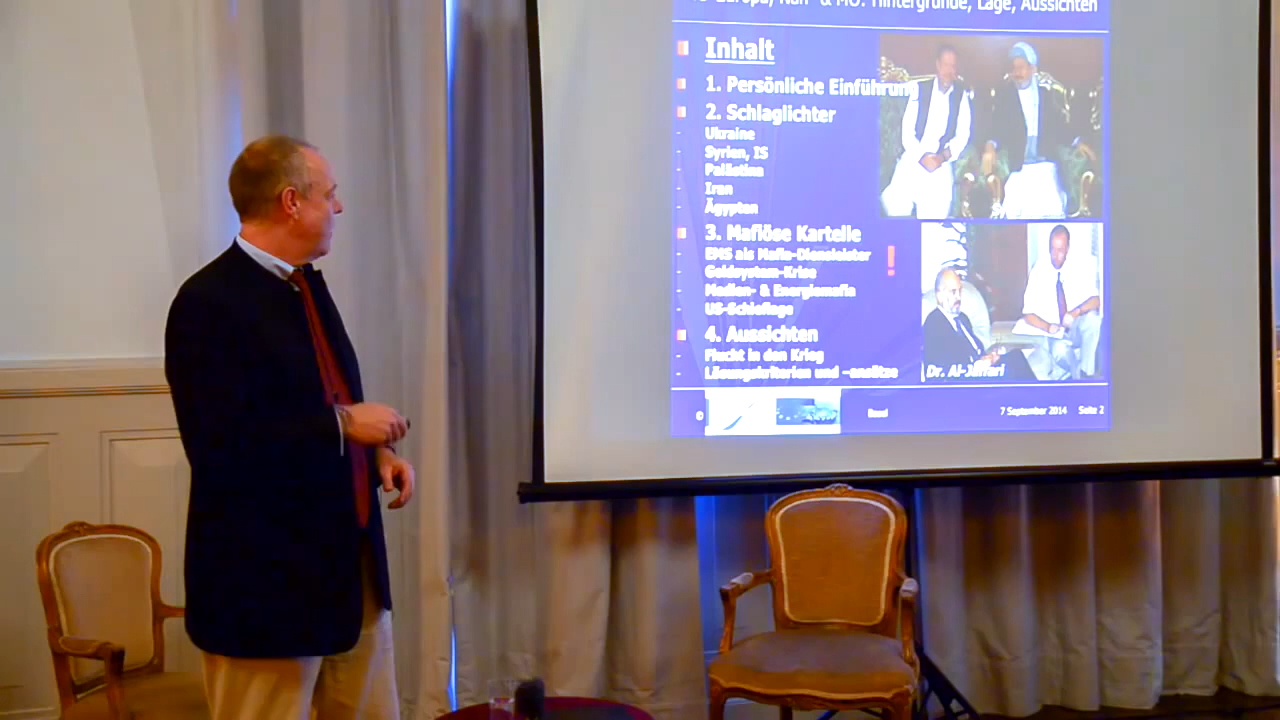 Europa, Nah- & MO: Hintergründe, Lage, Aussichten
Inhalt
1. Persönliche Einführung
2. Schlaglichter
- Ukraine
- Syrien, IS
- Palästina
- Iran
- Ägypten
3. Mafiöse Kartelle
- EMS als Mafia-Dienstleister
- Geldsystem-Krise
- Medien- & Energiemafia
- US-Schieflage
!
4. Aussichten
- Flucht in den Krieg
- Lösungskriterien und -ansätze
Dr. Al-Jaffari
©
Basel
7 September 2014
Seite 2